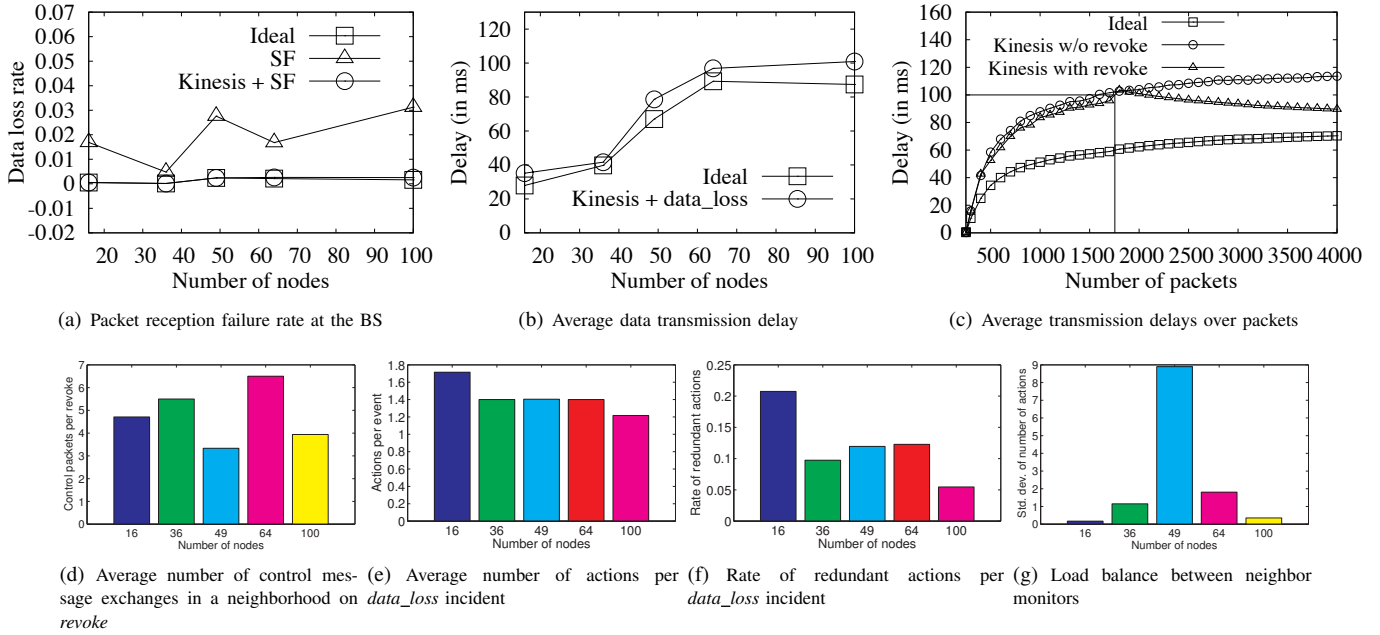 0.07
0.06
0.05
0.04
0.03
0.02
0.01
0
-0.01
-0.02
Data loss rate
Ideal
SF
Kinesis + SF
20 30 40 50 60 70 80 90 100
Number of nodes
(a) Packet reception failure rate at the BS
120
100
80
60
40
20
0
Delay (in ms)
Ideal
Kinesis + data_loss
20 30 40 50 60 70 80 90 100
Number of nodes
(b) Average data transmission delay
160
140
120
100
80
60
40
20
0
Delay (in ms)
Ideal
Kinesis w/o revoke
Kinesis with revoke
500 1000 1500 2000 2500 3000 3500 4000
Number of packets
(c) Average transmission delays over packets
7
6
5
4
3
2
1
0
Control packets per revoke
16 36 49 64 100
Number of nodes
(d) Average number of control mes-
sage exchanges in a neighborhood on
revoke
1.8
1.6
1.4
1.2
1
0.8
0.6
0.4
0.2
0
Actions per event
16 36 49 64 100
Number of nodes
(e) Average number of actions per
data_loss incident
0.25
0.2
0.15
0.1
0.05
0
Rate of redundant actions
16 36 49 64 100
Number of nodes
(f) Rate of redundant actions per
data_loss incident
9
8
7
6
5
4
3
2
1
0
Std. dev. of number of actions
16 36 49 64 100
Number of nodes
(g) Load balance between neighbor
monitors